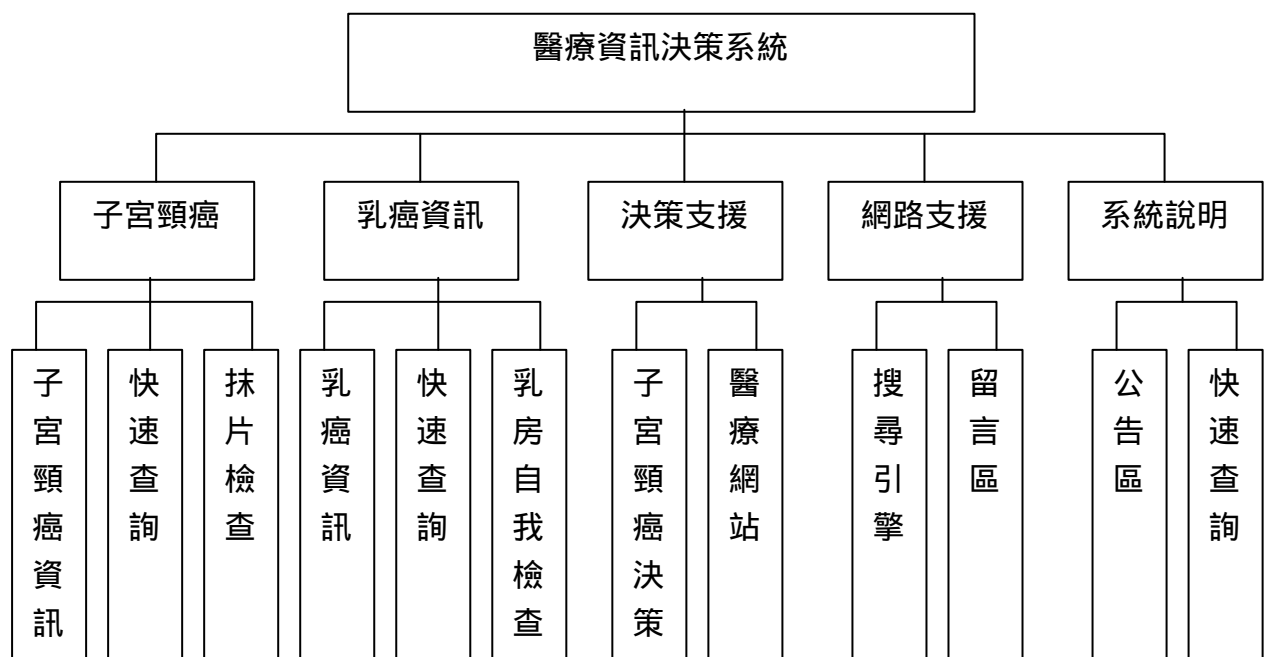 醫療資訊決策系統
子宮頸癌
乳癌資訊
決策支援
網路支援
系統說明
子宮頸癌資訊
快速查詢
抹片檢查
乳癌資訊
快速查詢
乳房自我檢查
子宮頸癌決策
醫療網站
搜尋引擎
留言區
公告區
快速查詢